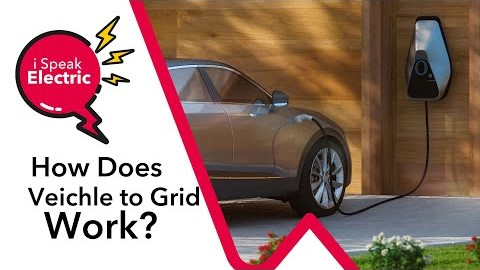 i Speak
Electric
How Does
Veichle to Grid
Work?